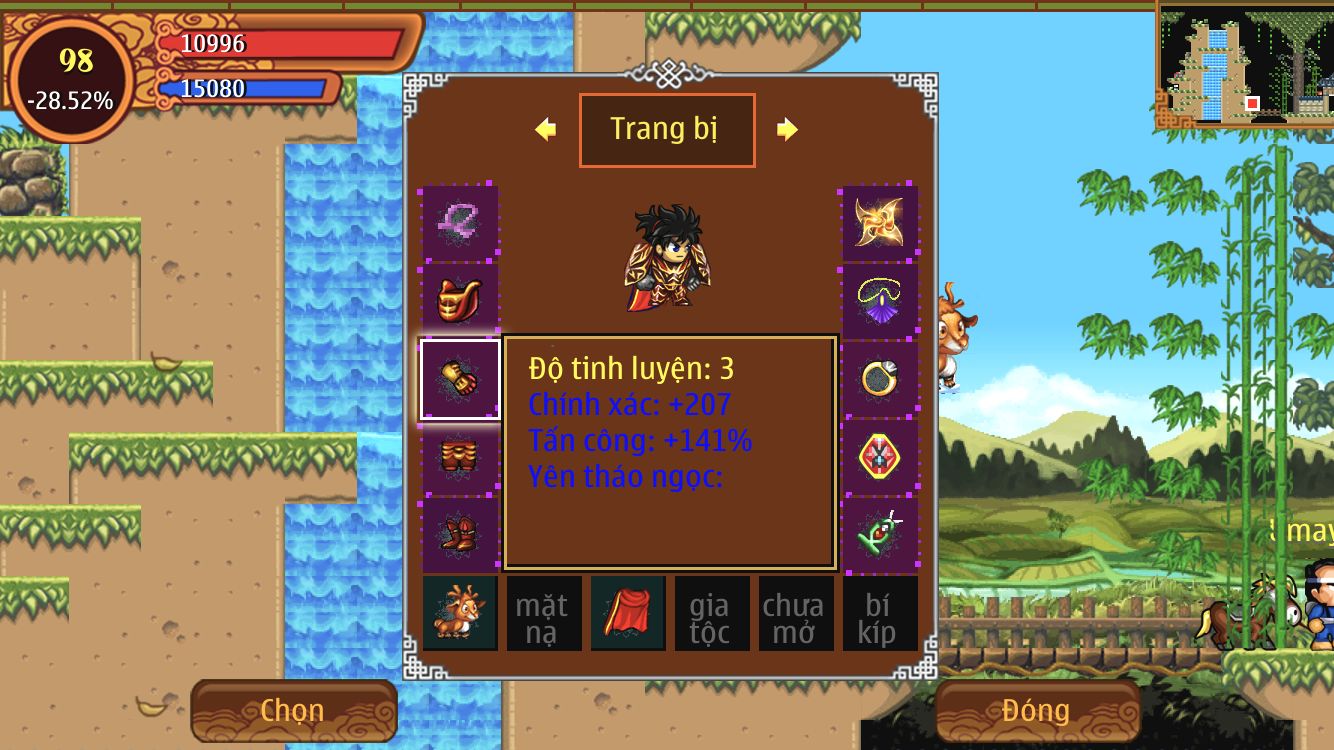 98
-28.52%
10996
15080
Trang bị
Độ tinh luyện: 3
Chính xác: +207
Tấn công: +141%
Yên tháo ngọc:
mặt nạ
gia tộc
chưa mở
bí kíp
Chọn
Đóng